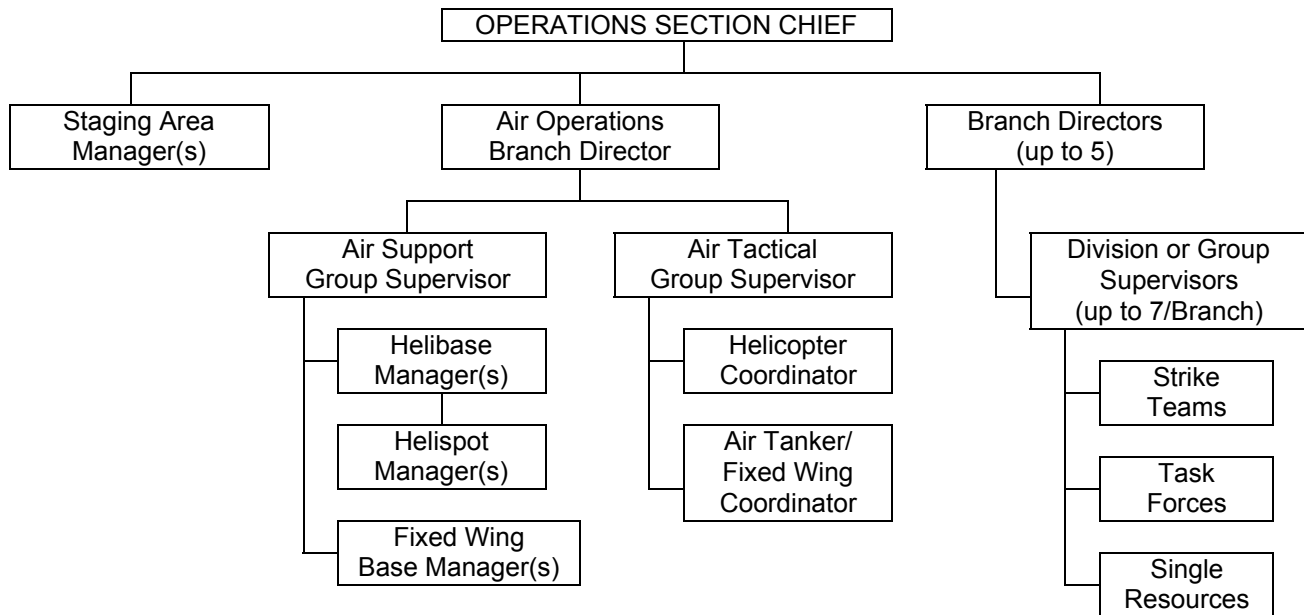 OPERATIONS SECTION CHIEF
Staging Area
Manager(s)
Air Operations
Branch Director
Branch Directors
(up to 5)
Air Support
Group Supervisor
Air Tactical
Group Supervisor
Division or Group
Supervisors
(up to 7/Branch)
Helibase
Manager(s)
Helispot
Manager(s)
Fixed Wing
Base Manager(s)
Helicopter
Coordinator
Air Tanker/
Fixed Wing
Coordinator
Strike
Teams
Task
Forces
Single
Resources